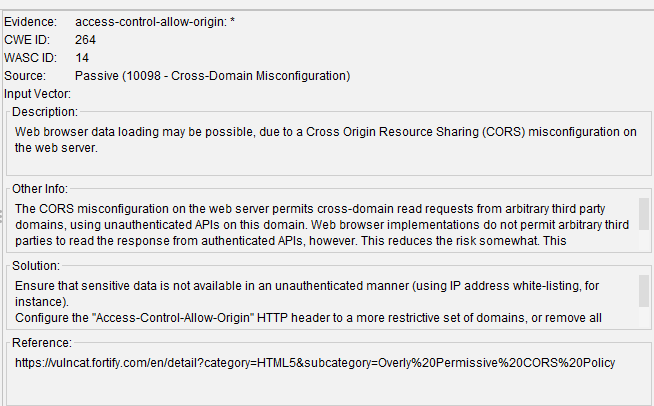 Evidence: access-control-allow-origin: *
CWE ID: 264
WASC ID: 14
Source: Passive (10098 - Cross-Domain Misconfiguration)
Input Vector:
Description:
Web browser data loading may be possible, due to a Cross Origin Resource Sharing (CORS) misconfiguration on
the web server.
Other Info:
The CORS misconfiguration on the web server permits cross-domain read requests from arbitrary third party
domains, using unauthenticated APIs on this domain. Web browser implementations do not permit arbitrary third
parties to read the response from authenticated APIs, however. This reduces the risk somewhat. This
Solution:
Ensure that sensitive data is not available in an unauthenticated manner (using IP address white-listing, for
instance).
Configure the "Access-Control-Allow-Origin" HTTP header to a more restrictive set of domains, or remove all
Reference:
https://vulncat.fortify.com/en/detail?category=HTML5&subcategory=Overly%20Permissive%20CORS%20Policy